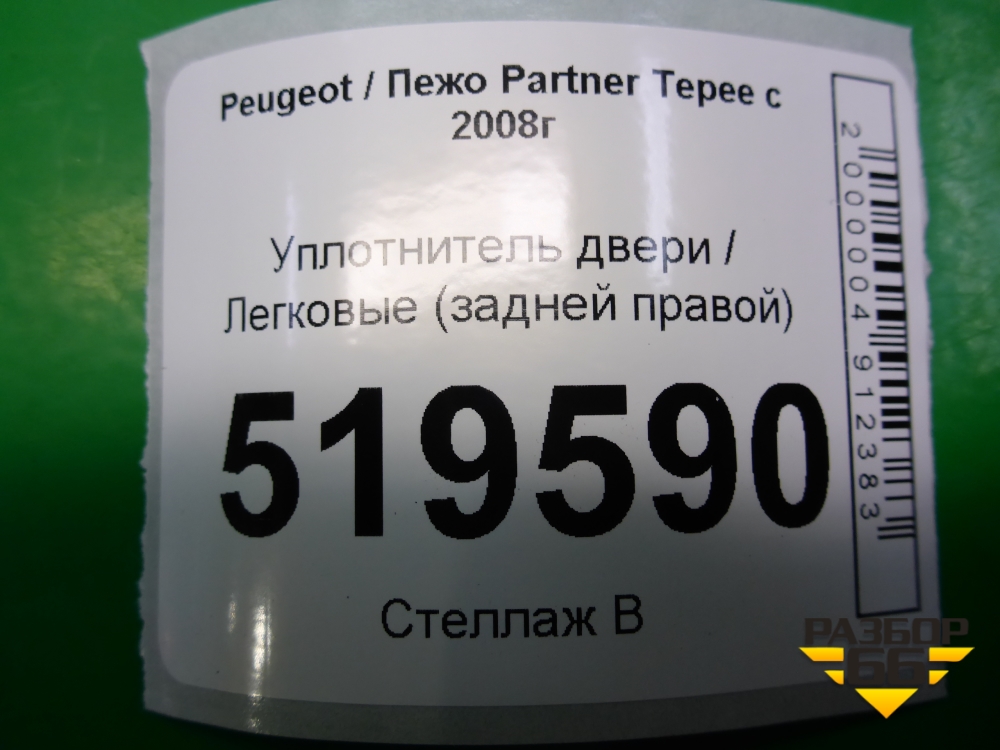 Peugeot / Пежо Partner Tepee с
2008г
Уплотнитель двери /
Легковые (задней правой)
519590
Стеллаж В
2000004912383
РАЗБОР
66